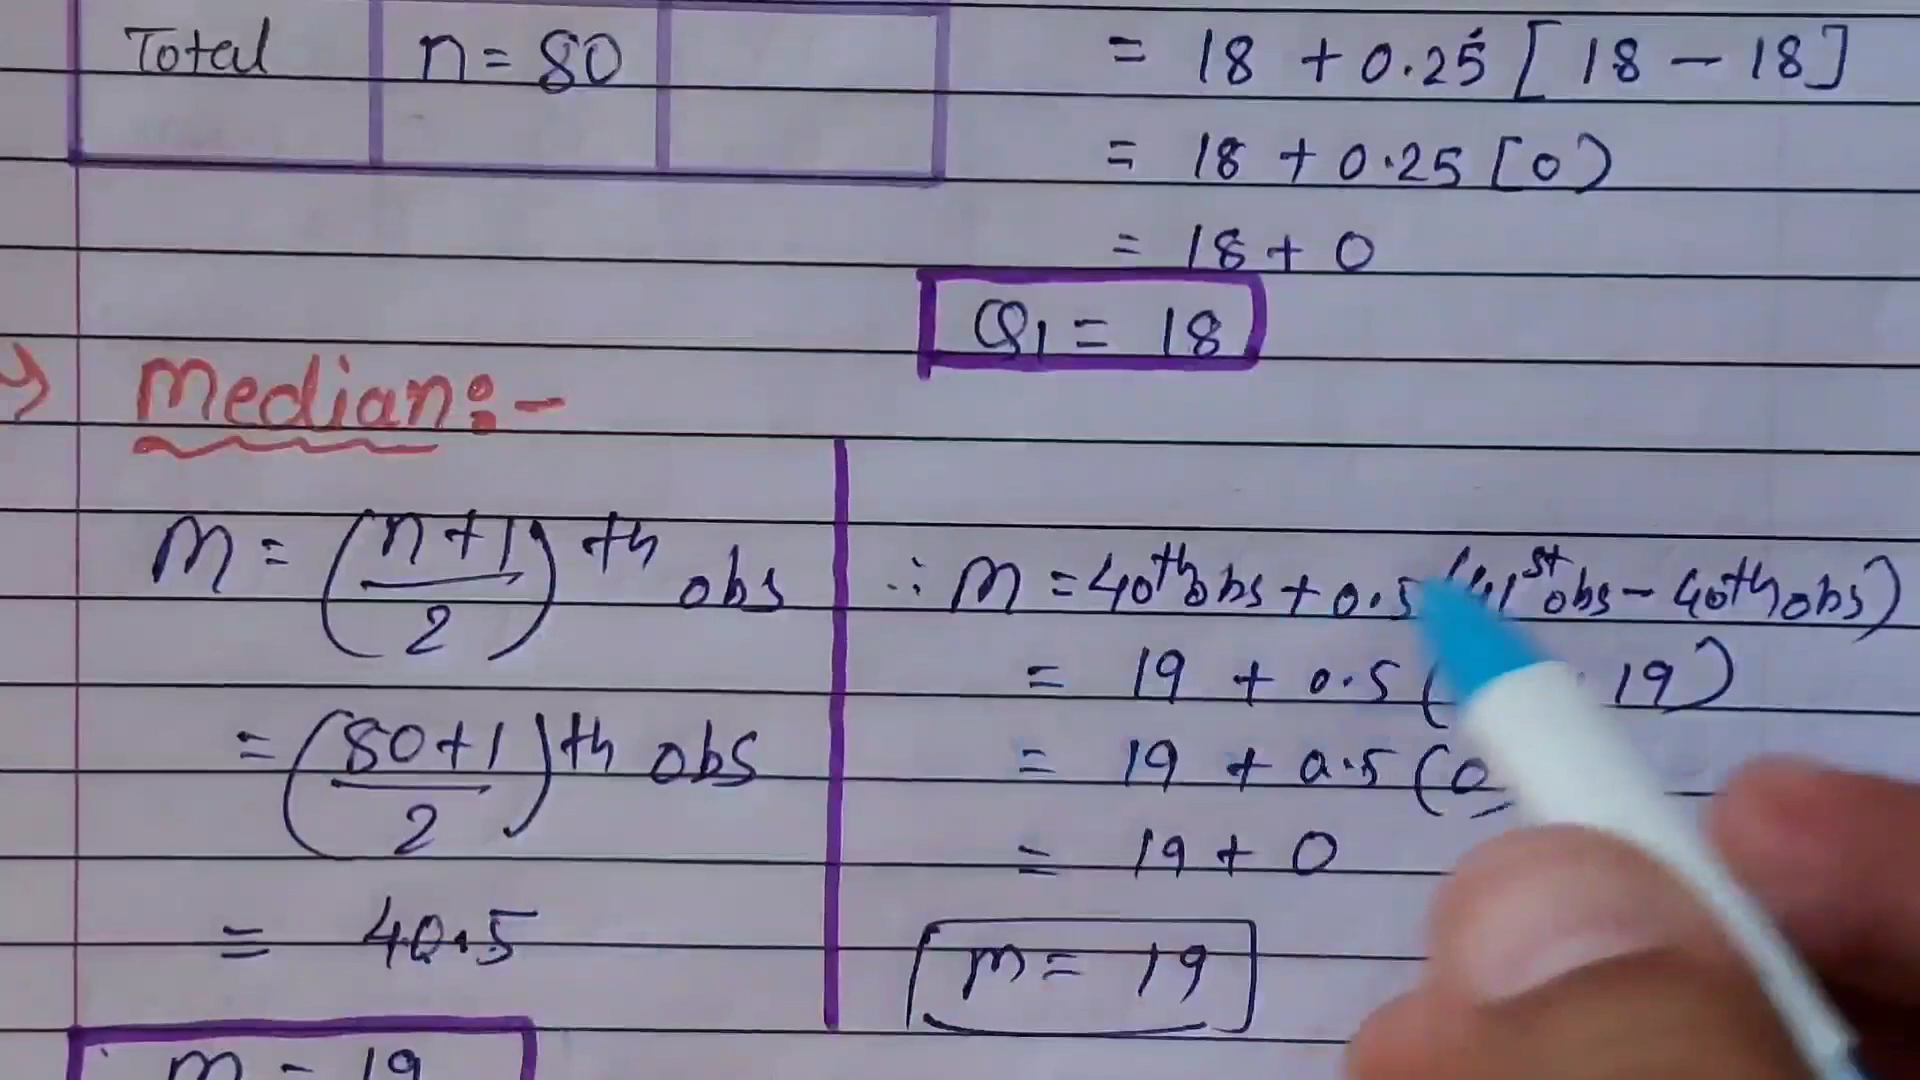 Total n = 80
= 18 + 0.25 [ 18 - 18 ]
= 18 + 0.25 [0)
= 18 + 0
Q1 = 18
Median:-
M = (n+1/2)th obs
= (80+1/2)th obs
= 40.5
m = 19
∴ M = 40th obs + 0.5 (41st obs - 40th obs)
= 19 + 0.5 ( 19)
= 19 + 0.5 (0
= 19 + 0
m = 19